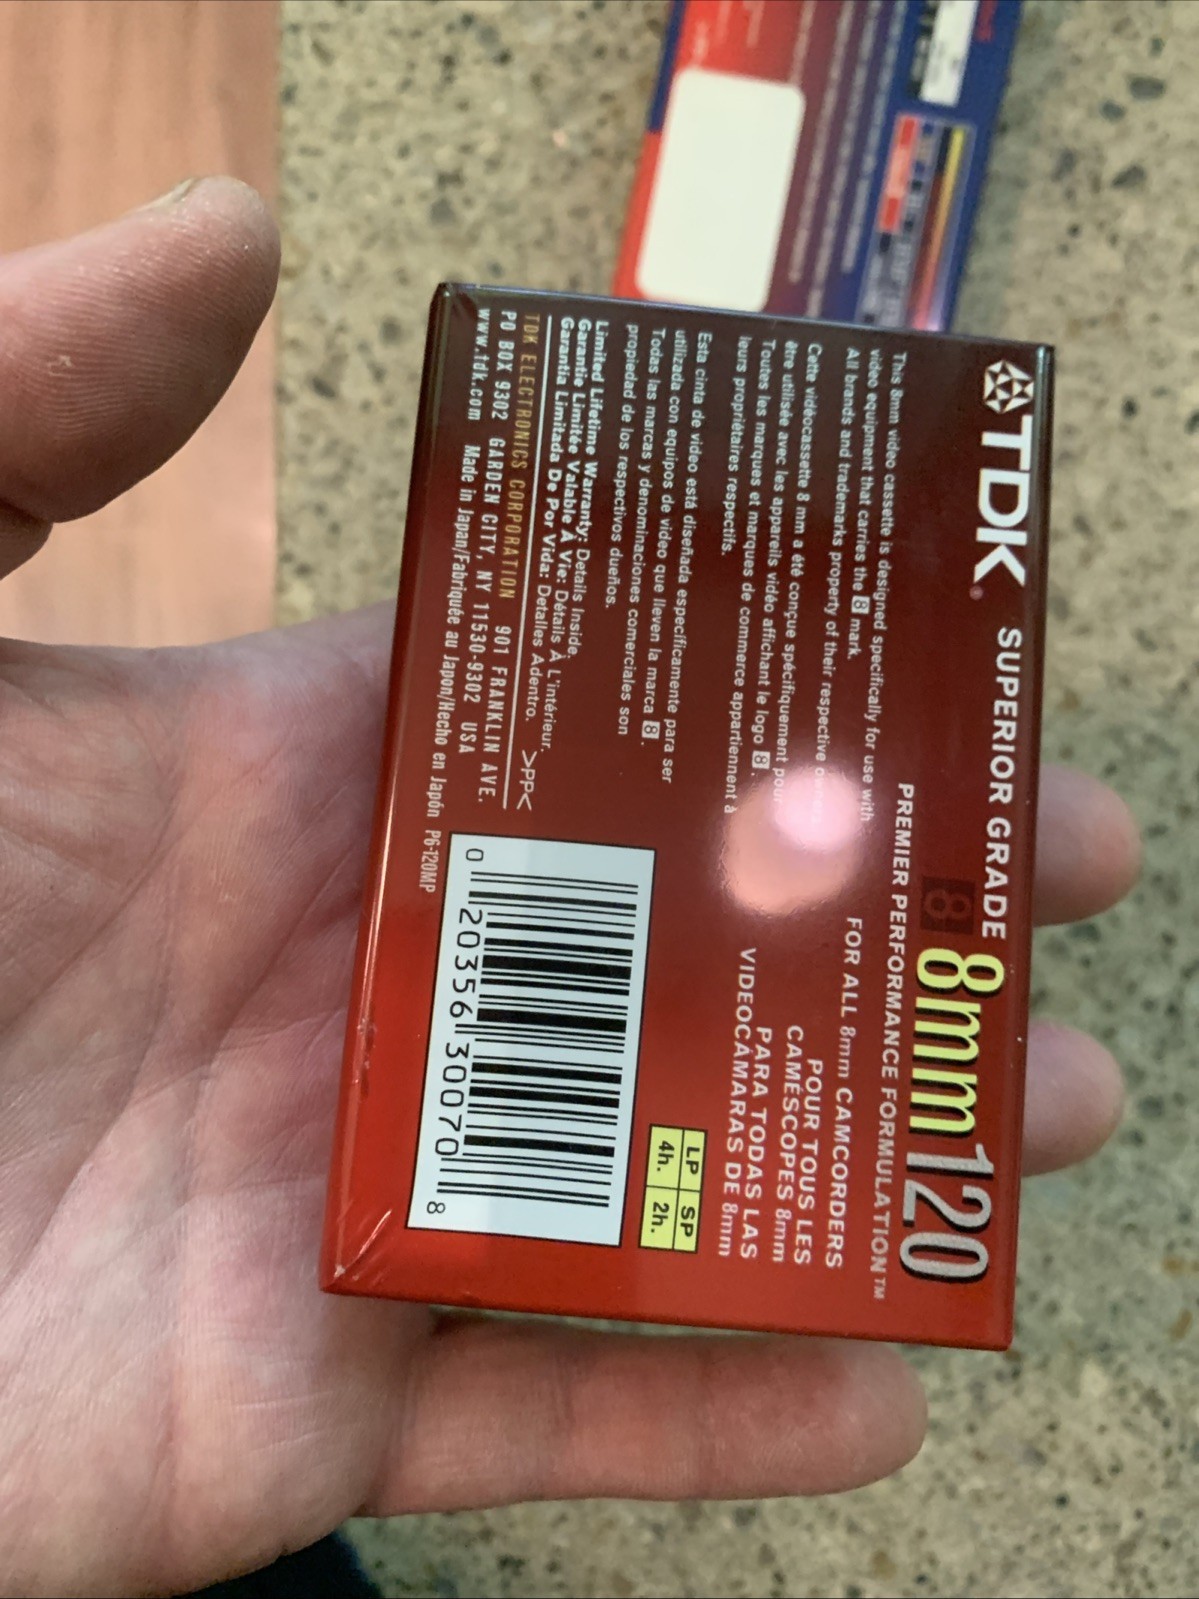 TDK®
SUPERIOR GRADE
8 8mm120
PREMIER PERFORMANCE FORMULATION™
This 8mm video cassette is designed specifically for use with
video equipment that carries the 8 mark.
All brands and trademarks property of their respective
FOR ALL 8mm CAMCORDERS
POUR TOUS LES
CAMÉSCOPES 8mm
PARA TODAS LAS
VIDEOCÁMARAS DE 8mm
Cette vidéocassette 8 mm a été conçue spécifiquement pour
être utilisée avec les appareils vidéo affichant le logo 8.
Toutes les marques et marques de commerce appartiennent à
leurs propriétaires respectifs.
Esta cinta de video está diseñada específicamente para ser
utilizada con equipos de video que lleven la marca 8.
Todas las marcas y denominaciones comerciales son
propiedad de los respectivos dueños.
LP SP
4h. 2h.
Limited Lifetime Warranty: Details Inside.
Garantie Limitée Valable À Vie: Détails À L'intérieur.
Garantía Limitada De Por Vida: Detalles Adentro. >PP<
TDK ELECTRONICS CORPORATION 901 FRANKLIN AVE.
PO BOX 9302 GARDEN CITY, NY 11530-9302 USA
www.tdk.com Made in Japan/Fabriquée au Japon/Hecho en Japón P6-120MP
0 20356 30070 8